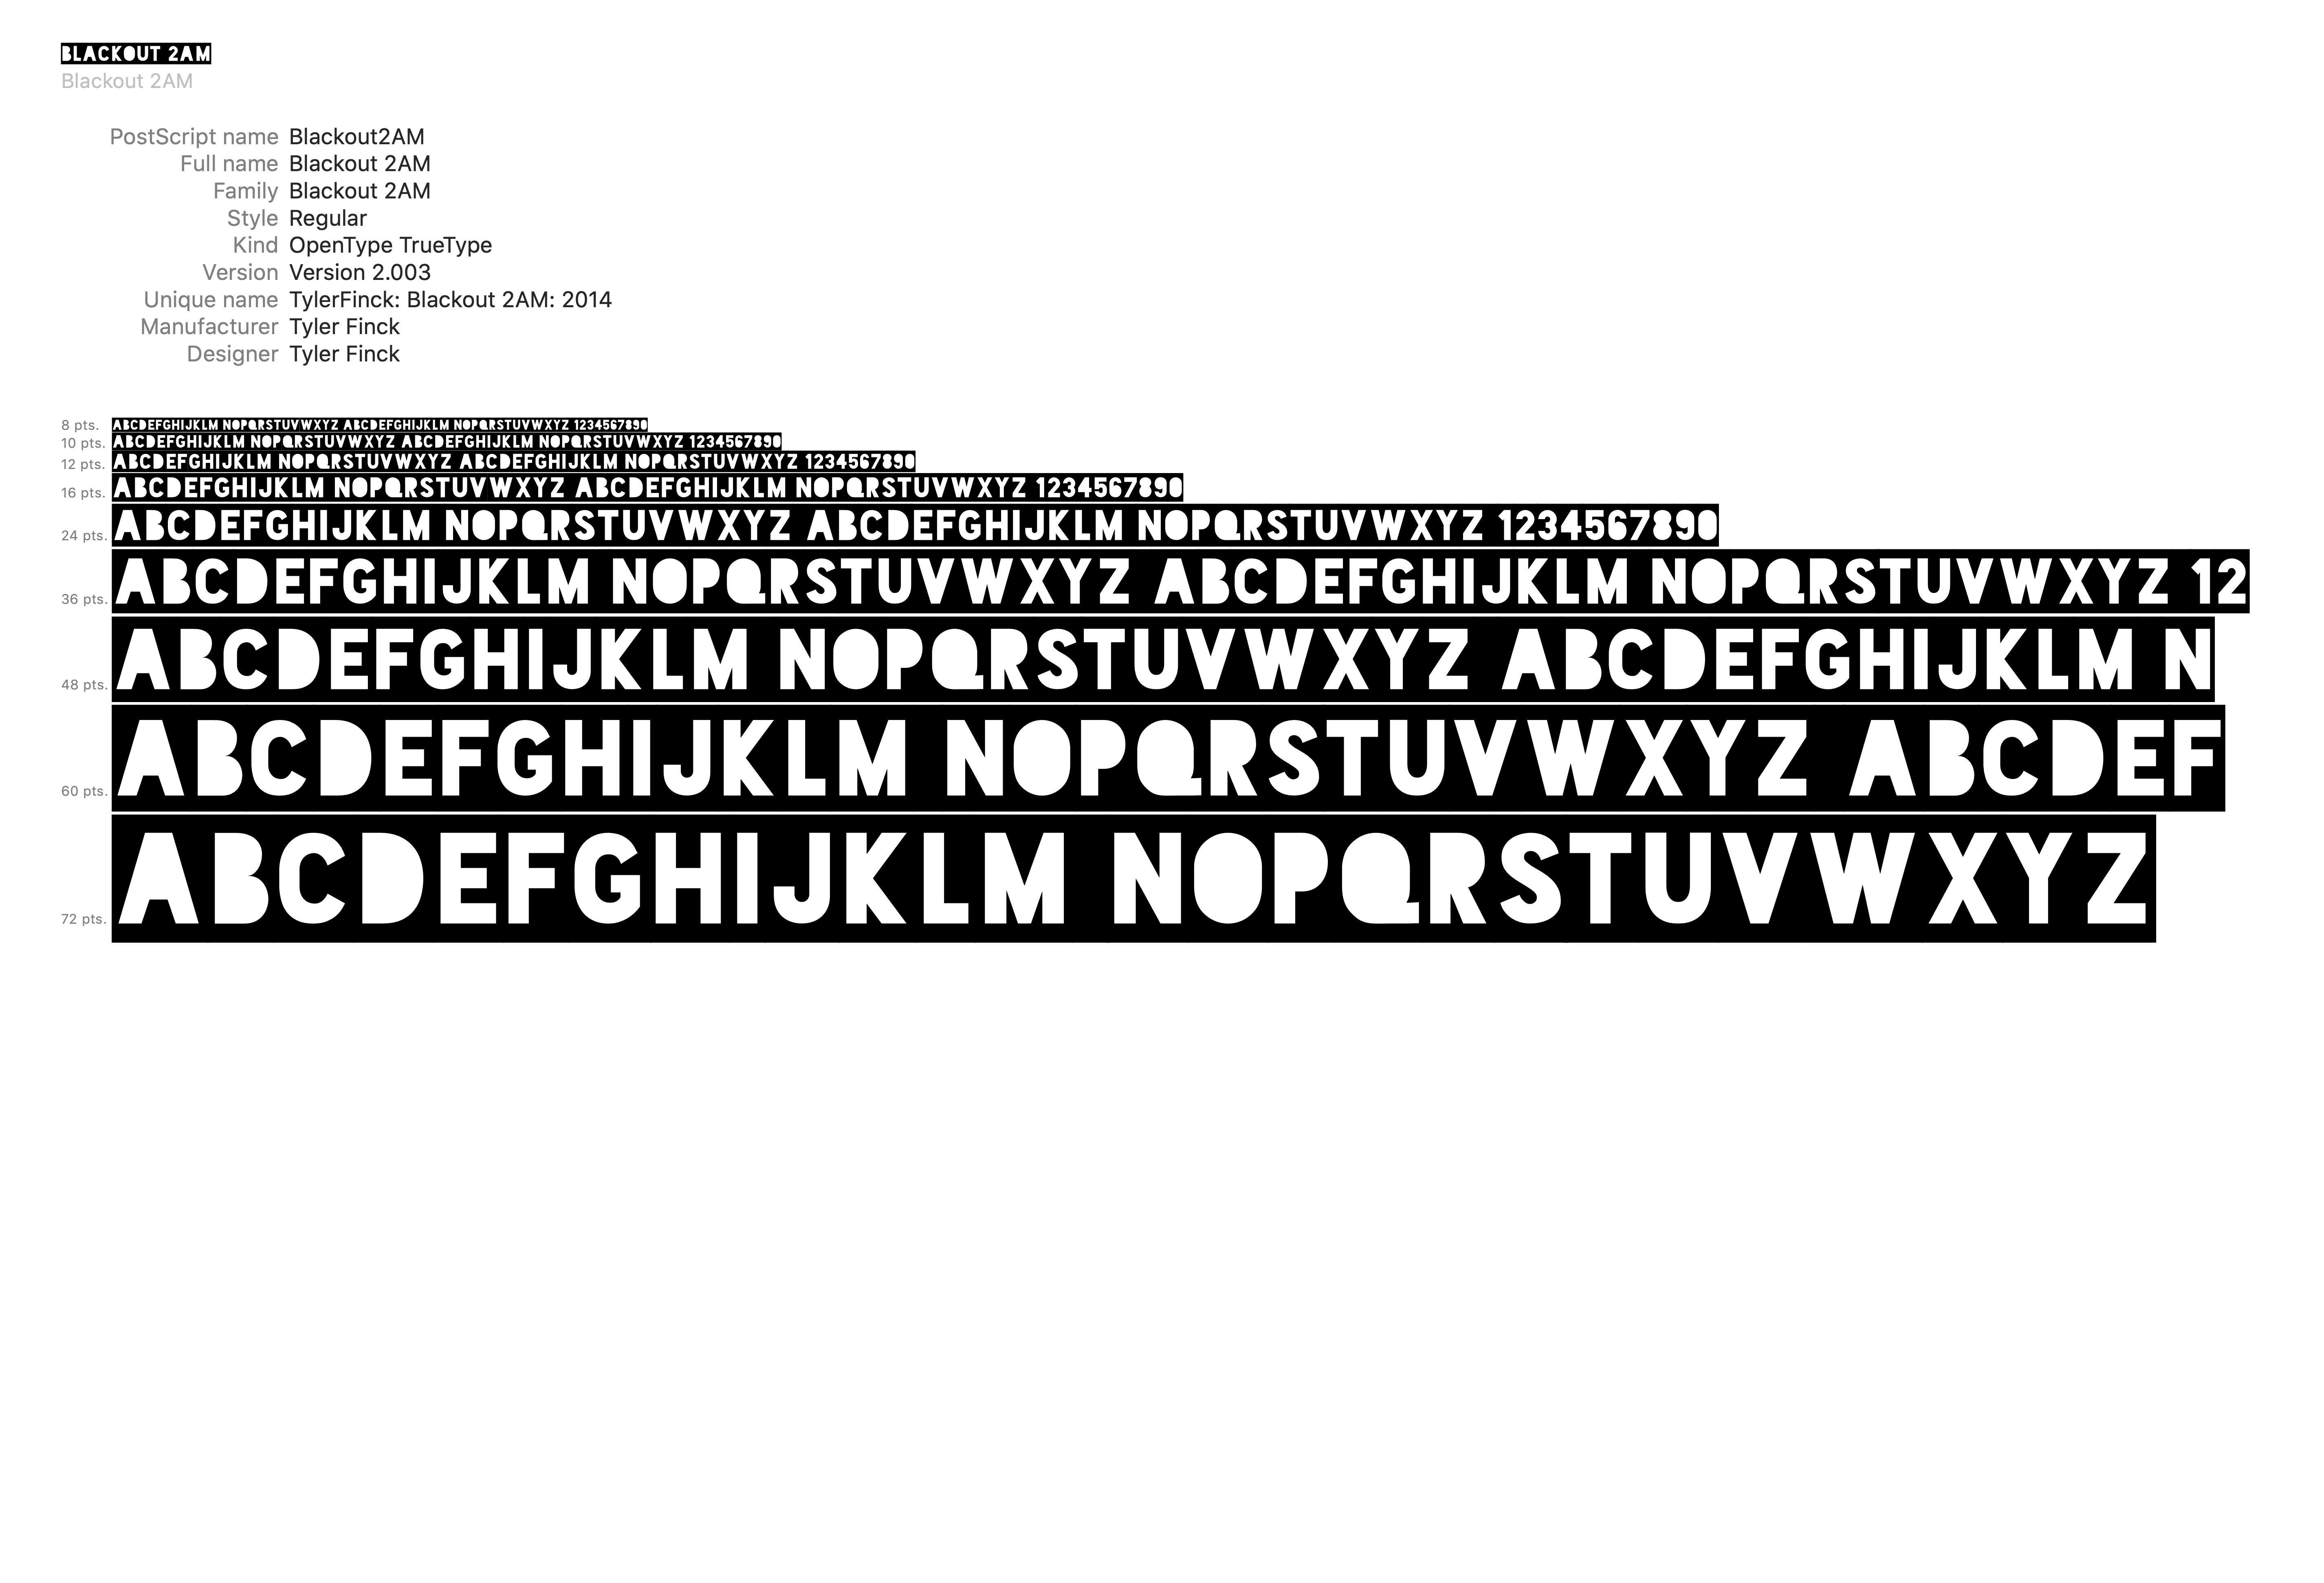 BLACKOUT 2AM
Blackout 2AM
PostScript name Blackout2AM
Full name Blackout 2AM
Family Blackout 2AM
Style Regular
Kind OpenType TrueType
Version Version 2.003
Unique name TylerFinck: Blackout 2AM: 2014
Manufacturer Tyler Finck
Designer Tyler Finck
8 pts. ABCDEFGHIJKLM NOPQRSTUVWXYZ ABCDEFGHIJKLM NOPQRSTUVWXYZ 1234567890
10 pts. ABCDEFGHIJKLM NOPQRSTUVWXYZ ABCDEFGHIJKLM NOPQRSTUVWXYZ 1234567890
12 pts. ABCDEFGHIJKLM NOPQRSTUVWXYZ ABCDEFGHIJKLM NOPQRSTUVWXYZ 1234567890
16 pts. ABCDEFGHIJKLM NOPQRSTUVWXYZ ABCDEFGHIJKLM NOPQRSTUVWXYZ 1234567890
24 pts. ABCDEFGHIJKLM NOPQRSTUVWXYZ ABCDEFGHIJKLM NOPQRSTUVWXYZ 1234567890
36 pts. ABCDEFGHIJKLM NOPQRSTUVWXYZ ABCDEFGHIJKLM NOPQRSTUVWXYZ 12
48 pts. ABCDEFGHIJKLM NOPQRSTUVWXYZ ABCDEFGHIJKLM N
60 pts. ABCDEFGHIJKLM NOPQRSTUVWXYZ ABCDEF
72 pts. ABCDEFGHIJKLM NOPQRSTUVWXYZ